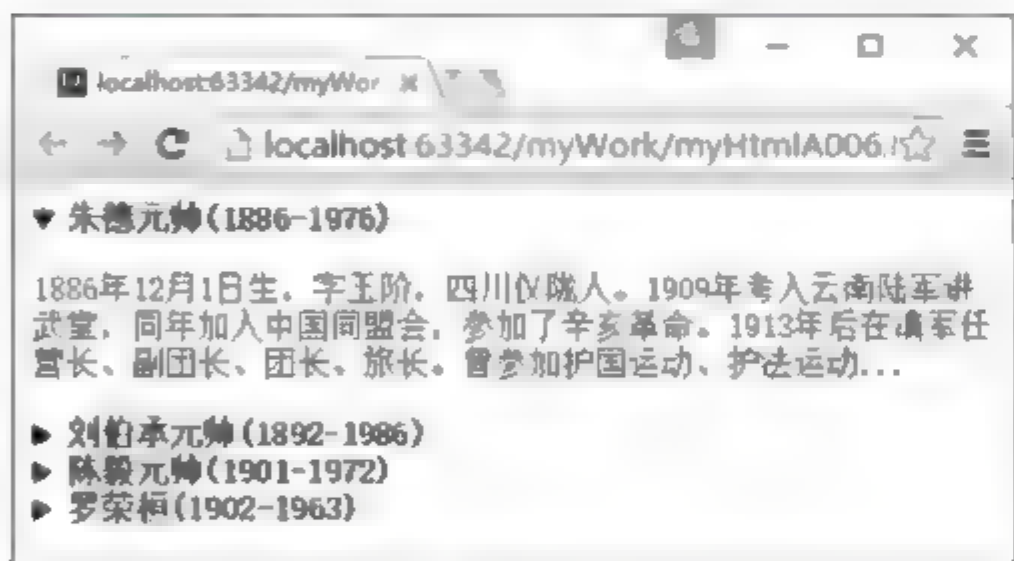 localhost:63342/myWor
localhost:63342/myWork/myHtmlA006.
朱德元帅(1886-1976)
1886年12月1日生。字玉阶。四川仪陇人。1909年考入云南陆军讲
武堂，同年加入中国同盟会，参加了辛亥革命。1913年后在滇军任
营长、副团长、团长、旅长。曾参加护国运动、护法运动...
刘伯承元帅(1892-1986)
陈毅元帅(1901-1972)
罗荣桓(1902-1963)